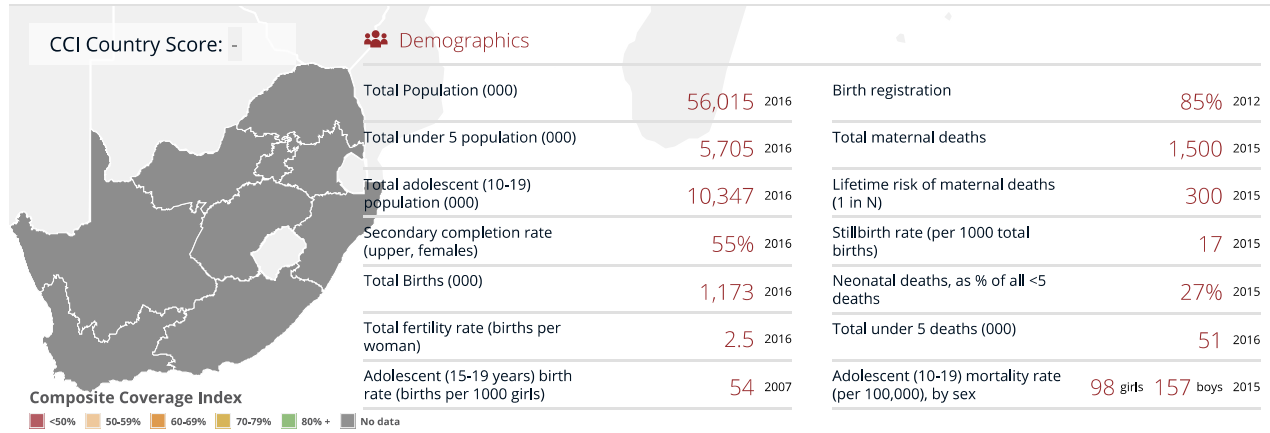 CCI Country Score: -
Demographics
Total Population (000)
56,015 2016
Total under 5 population (000)
5,705 2016
Total adolescent (10-19)
population (000)
10,347 2016
Secondary completion rate
(upper, females)
55% 2016
Total Births (000)
1,173 2016
Total fertility rate (births per
woman)
2.5 2016
Adolescent (15-19 years) birth
rate (births per 1000 girls)
54 2007
Birth registration
85% 2012
Total maternal deaths
1,500 2015
Lifetime risk of maternal deaths
(1 in N)
300 2015
Stillbirth rate (per 1000 total
births)
17 2015
Neonatal deaths, as % of all <5
deaths
27% 2015
Total under 5 deaths (000)
51 2016
Adolescent (10-19) mortality rate
(per 100,000), by sex
98 girls 157 boys 2015
Composite Coverage Index
<50% 50-59% 60-69% 70-79% 80% + No data